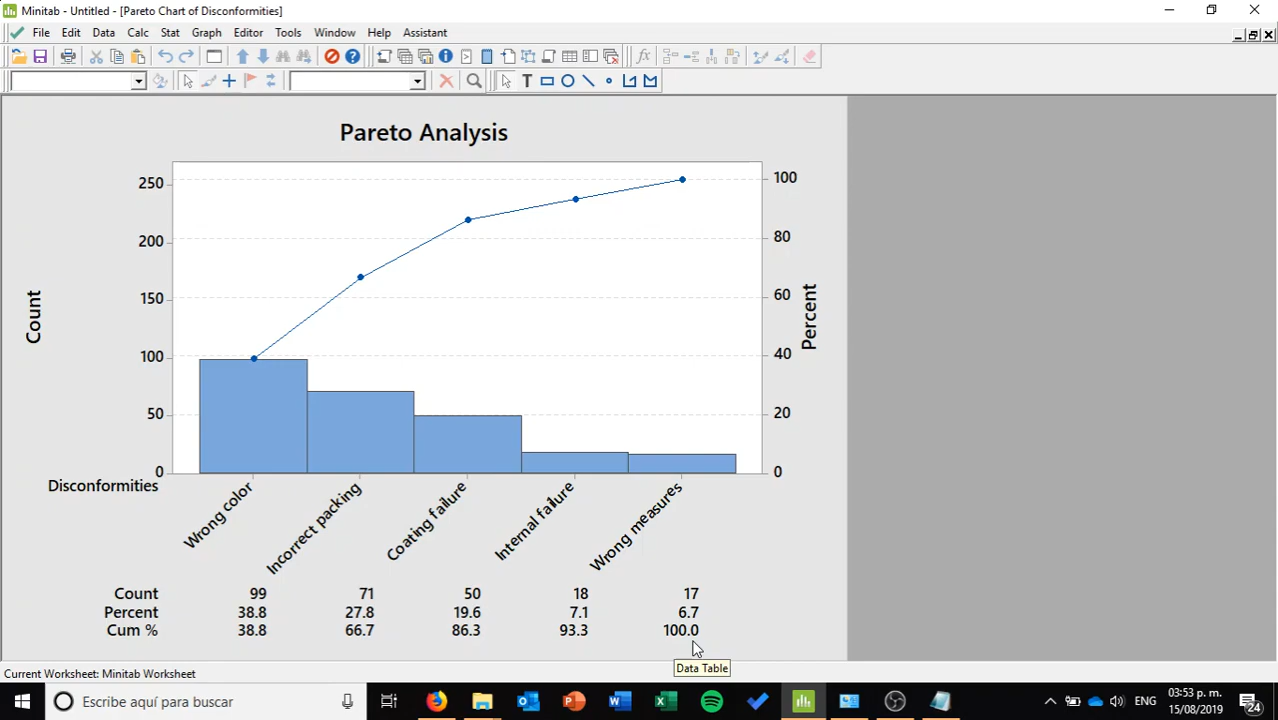 Minitab - Untitled - [Pareto Chart of Disconformities]
File Edit Data Calc Stat Graph Editor Tools Window Help Assistant
Pareto Analysis
250
200
150
100
50
0
Count
100
80
60
40
20
0
Percent
Disconformities
Wrong color
Incorrect packing
Coating failure
Internal failure
Wrong measures
Count 99 71 50 18 17
Percent 38.8 27.8 19.6 7.1 6.7
Cum % 38.8 66.7 86.3 93.3 100.0
Data Table
Current Worksheet: Minitab Worksheet
Escribe aquí para buscar
ENG
03:53 p. m.
15/08/2019
24